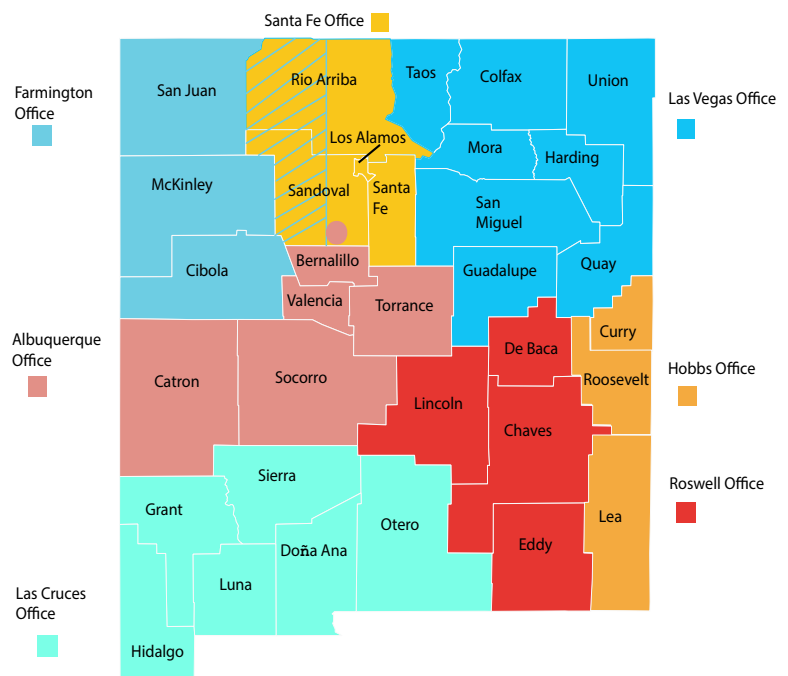 Santa Fe Office
Farmington
Office
San Juan
Rio Arriba
Taos
Colfax
Union
Las Vegas Office
Los Alamos
Mora
Harding
McKinley
Sandoval
Santa
Fe
San
Miguel
Cibola
Bernalillo
Guadalupe
Quay
Valencia
Torrance
Albuquerque
Office
Curry
De Baca
Hobbs Office
Catron
Socorro
Roosevelt
Lincoln
Chaves
Sierra
Roswell Office
Grant
Otero
Lea
Doña Ana
Eddy
Las Cruces
Office
Luna
Hidalgo